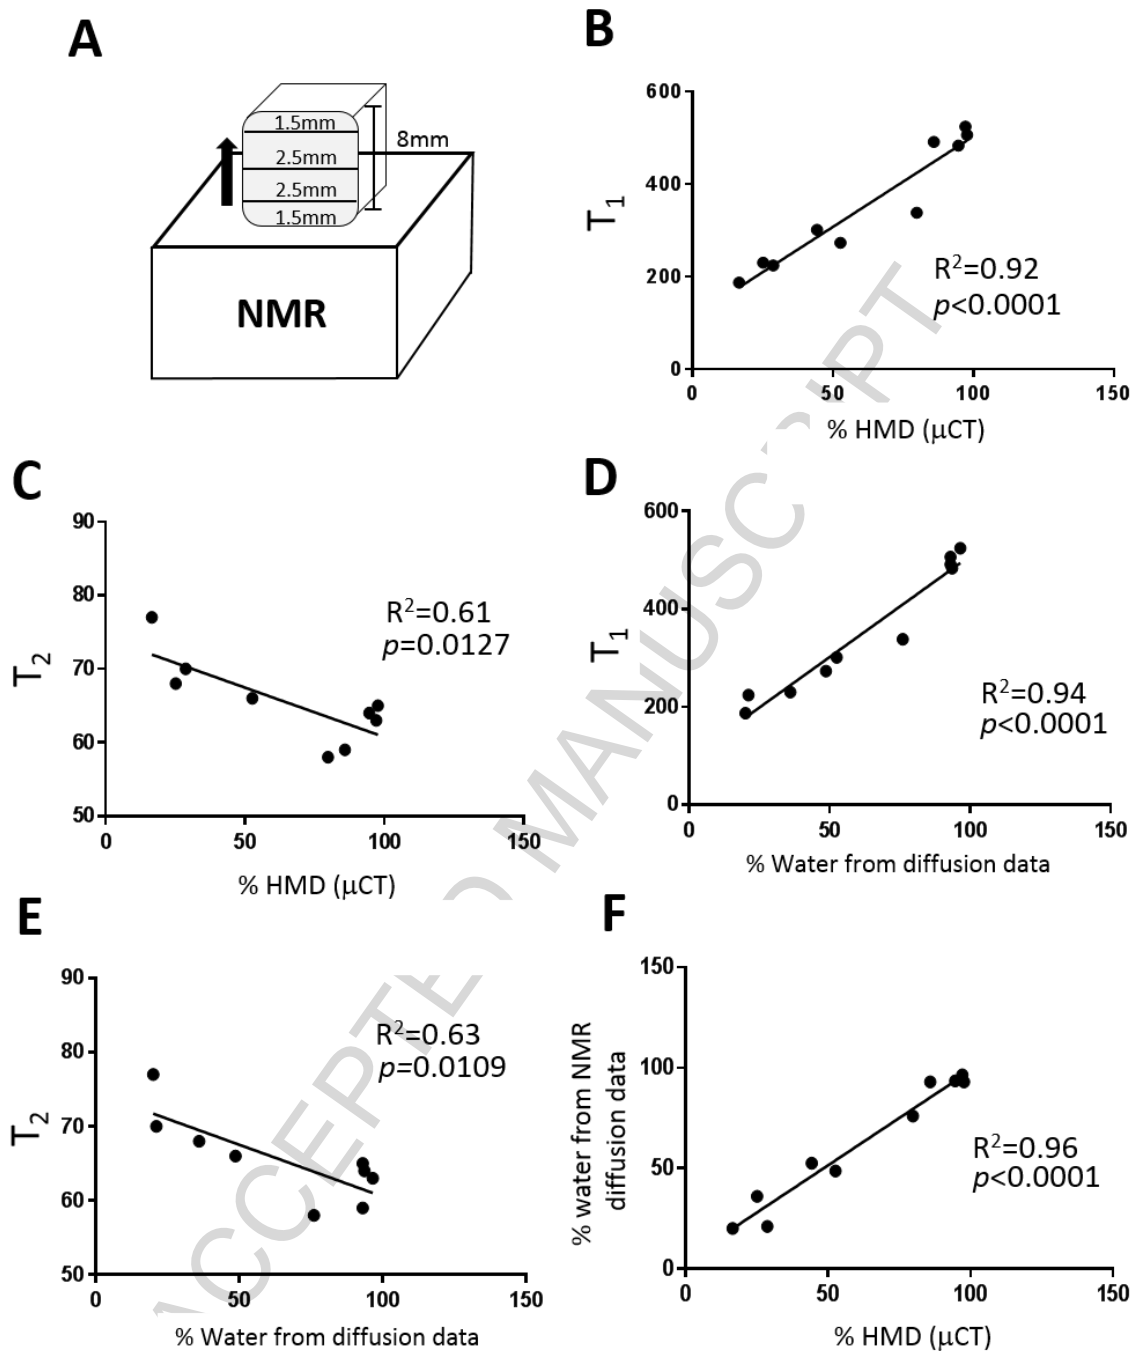 A
1.5mm
2.5mm
2.5mm
1.5mm
8mm
NMR
B
600
400
200
0
T1
R2=0.92
p<0.0001
0 50 100 150
% HMD (μCT)
C
90
80
70
60
50
T2
R2=0.61
p=0.0127
0 50 100 150
% HMD (μCT)
D
600
400
200
0
T1
R2=0.94
p<0.0001
0 50 100 150
% Water from diffusion data
E
90
80
70
60
50
T2
R2=0.63
p=0.0109
0 50 100 150
% Water from diffusion data
F
150
100
50
0
% water from NMR
diffusion data
R2=0.96
p<0.0001
0 50 100 150
% HMD (μCT)
ACCEPTED MANUSCRIPT